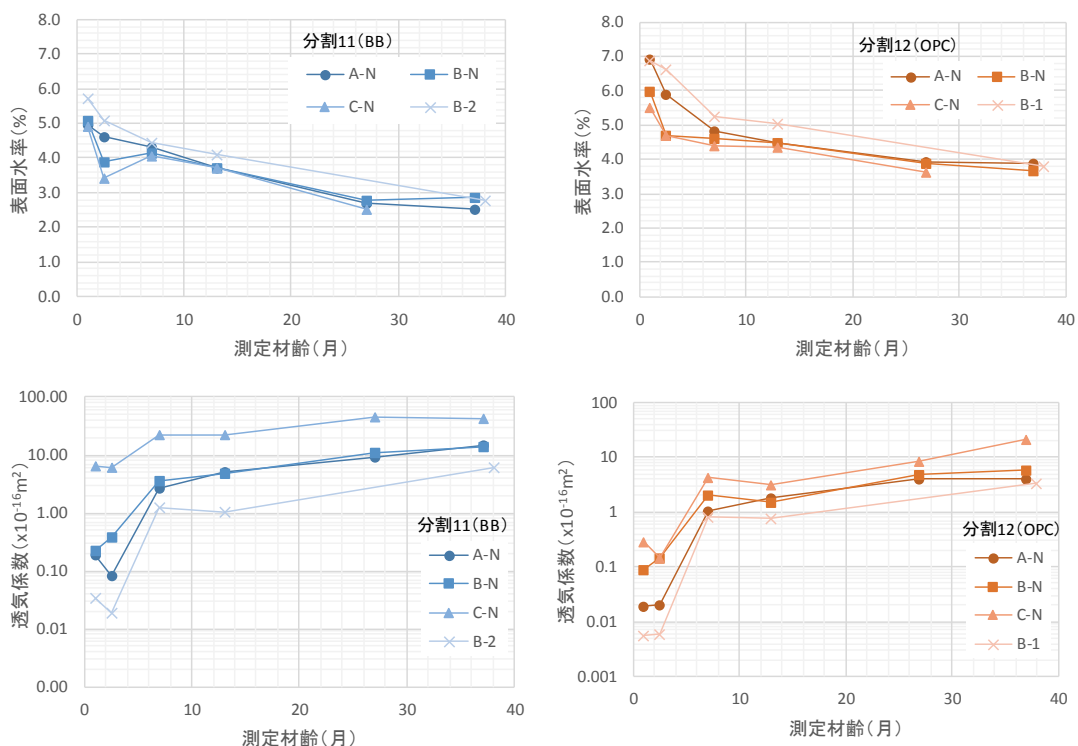 8.0
7.0
6.0
5.0
4.0
3.0
2.0
1.0
0.0
表面水率(%)
分割11(BB)
A-N
B-N
C-N
B-2
0
10
20
30
40
測定材齢(月)
8.0
7.0
6.0
5.0
4.0
3.0
2.0
1.0
0.0
表面水率(%)
分割12(OPC)
A-N
B-N
C-N
B-1
0
10
20
30
40
測定材齢(月)
100.00
10.00
1.00
0.10
0.01
0.00
透気係数(x10⁻¹⁶m²)
分割11(BB)
A-N
B-N
C-N
B-2
0
10
20
30
40
測定材齢(月)
100
10
1
0.1
0.01
0.001
透気係数(x10⁻¹⁶m²)
分割12(OPC)
A-N
B-N
C-N
B-1
0
10
20
30
40
測定材齢(月)